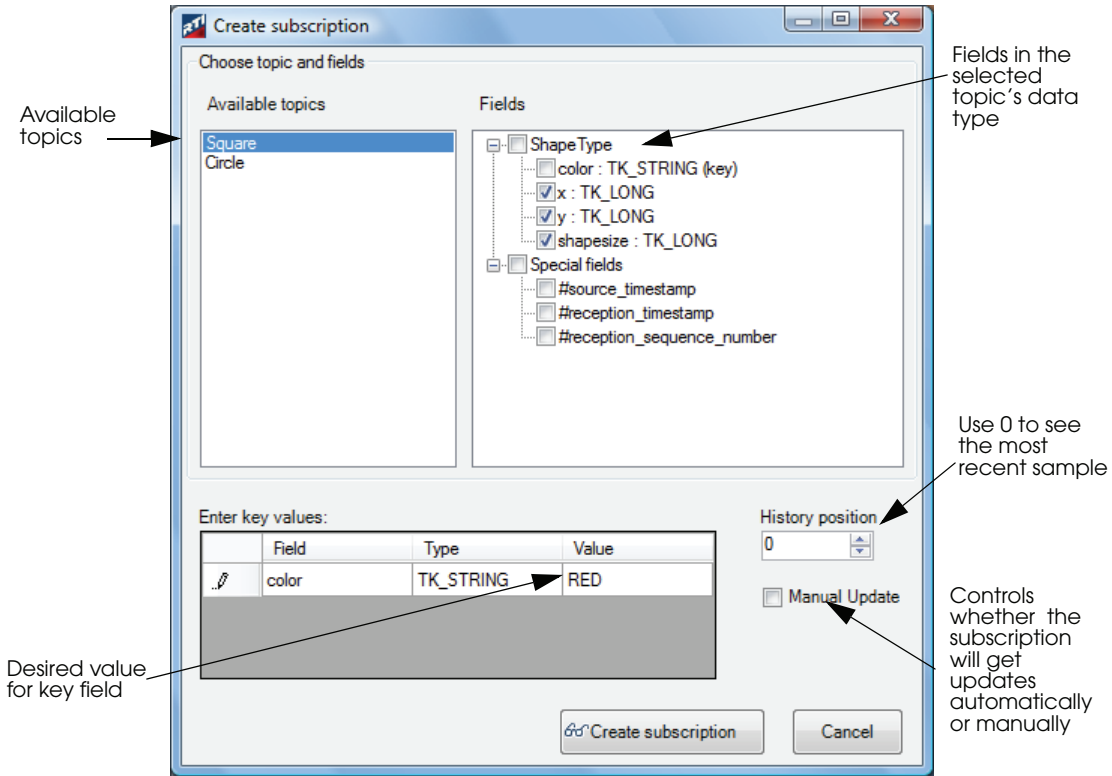 RTI Create subscription
Choose topic and fields
Available topics
Fields
Square
Circle
ShapeType
color : TK_STRING (key)
x : TK_LONG
y : TK_LONG
shapesize : TK_LONG
Special fields
#source_timestamp
#reception_timestamp
#reception_sequence_number
Available
topics
Fields in the
selected
topic's data
type
Use 0 to see
the most
recent sample
Enter key values:
Field Type Value
color TK_STRING RED
History position
0
Manual Update
Controls
whether the
subscription
will get
updates
automatically
or manually
Desired value
for key field
Create subscription
Cancel